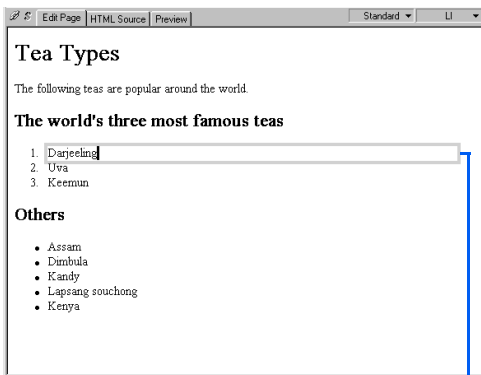 Edit Page HTML Source Preview Standard LI
Tea Types
The following teas are popular around the world.
The world's three most famous teas
1. Darjeeling
2. Uva
3. Keemun
Others
• Assam
• Dimbula
• Kandy
• Lapsang souchong
• Kenya